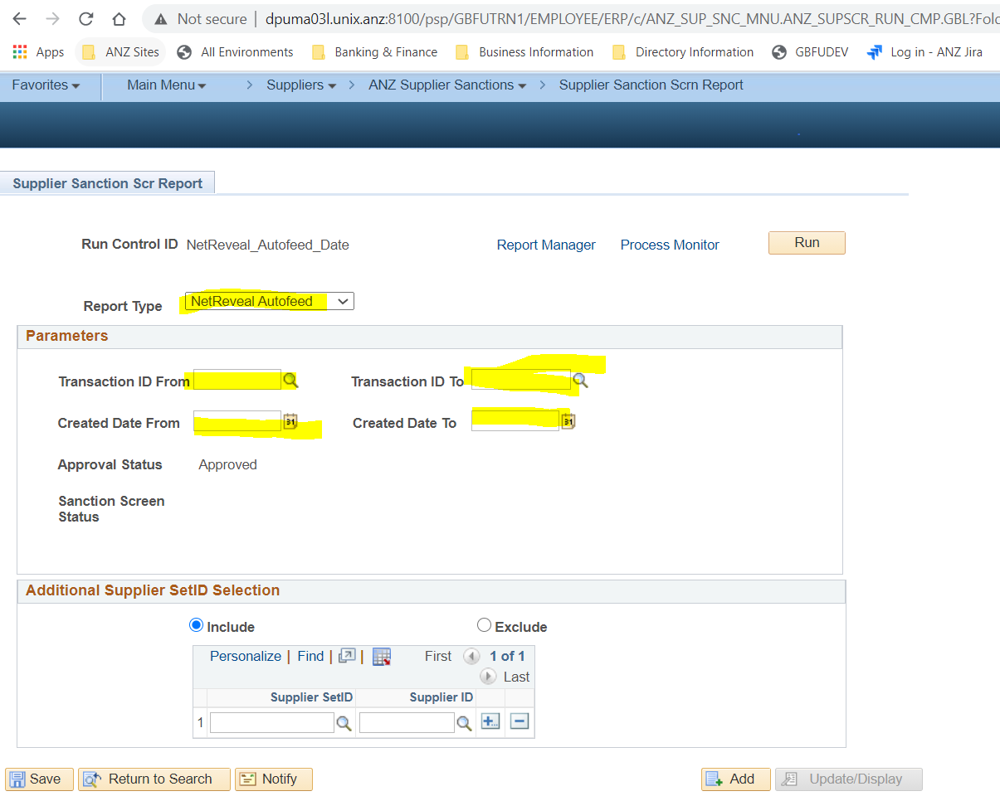 Not secure | dpuma03l.unix.anz:8100/psp/GBFUTRN1/EMPLOYEE/ERP/c/ANZ_SUP_SNC_MNU.ANZ_SUPSCR_RUN_CMP.GBL?Fold
Apps ANZ Sites All Environments Banking & Finance Business Information Directory Information GBFUDEV Log in - ANZ Jira
Favorites Main Menu > Suppliers > ANZ Supplier Sanctions > Supplier Sanction Scrn Report
Supplier Sanction Scr Report
Run Control ID NetReveal_Autofeed_Date Report Manager Process Monitor Run
Report Type NetReveal Autofeed
Parameters
Transaction ID From Transaction ID To
Created Date From 31 Created Date To 31
Approval Status Approved
Sanction Screen
Status
Additional Supplier SetID Selection
Include Exclude
Personalize | Find | | First 1 of 1
Last
Supplier SetID Supplier ID
1
Save Return to Search Notify Add Update/Display